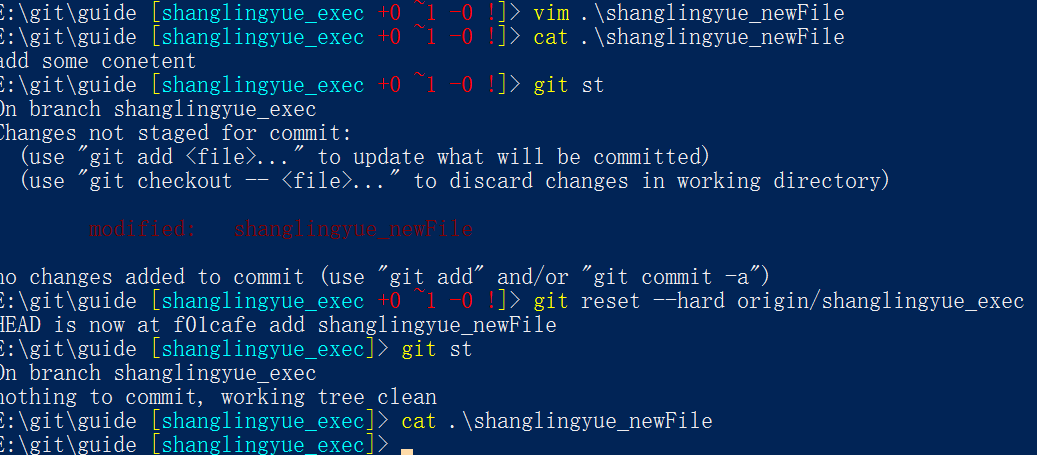 E:\git\guide [shanglingyue_exec +0 ~1 -0 !]> vim .\shanglingyue_newFile
E:\git\guide [shanglingyue_exec +0 ~1 -0 !]> cat .\shanglingyue_newFile
add some conetent
E:\git\guide [shanglingyue_exec +0 ~1 -0 !]> git st
On branch shanglingyue_exec
Changes not staged for commit:
  (use "git add <file>..." to update what will be committed)
  (use "git checkout -- <file>..." to discard changes in working directory)
        modified:   shanglingyue_newFile
no changes added to commit (use "git add" and/or "git commit -a")
E:\git\guide [shanglingyue_exec +0 ~1 -0 !]> git reset --hard origin/shanglingyue_exec
HEAD is now at f01cafe add shanglingyue_newFile
E:\git\guide [shanglingyue_exec]> git st
On branch shanglingyue_exec
nothing to commit, working tree clean
E:\git\guide [shanglingyue_exec]> cat .\shanglingyue_newFile
E:\git\guide [shanglingyue_exec]>